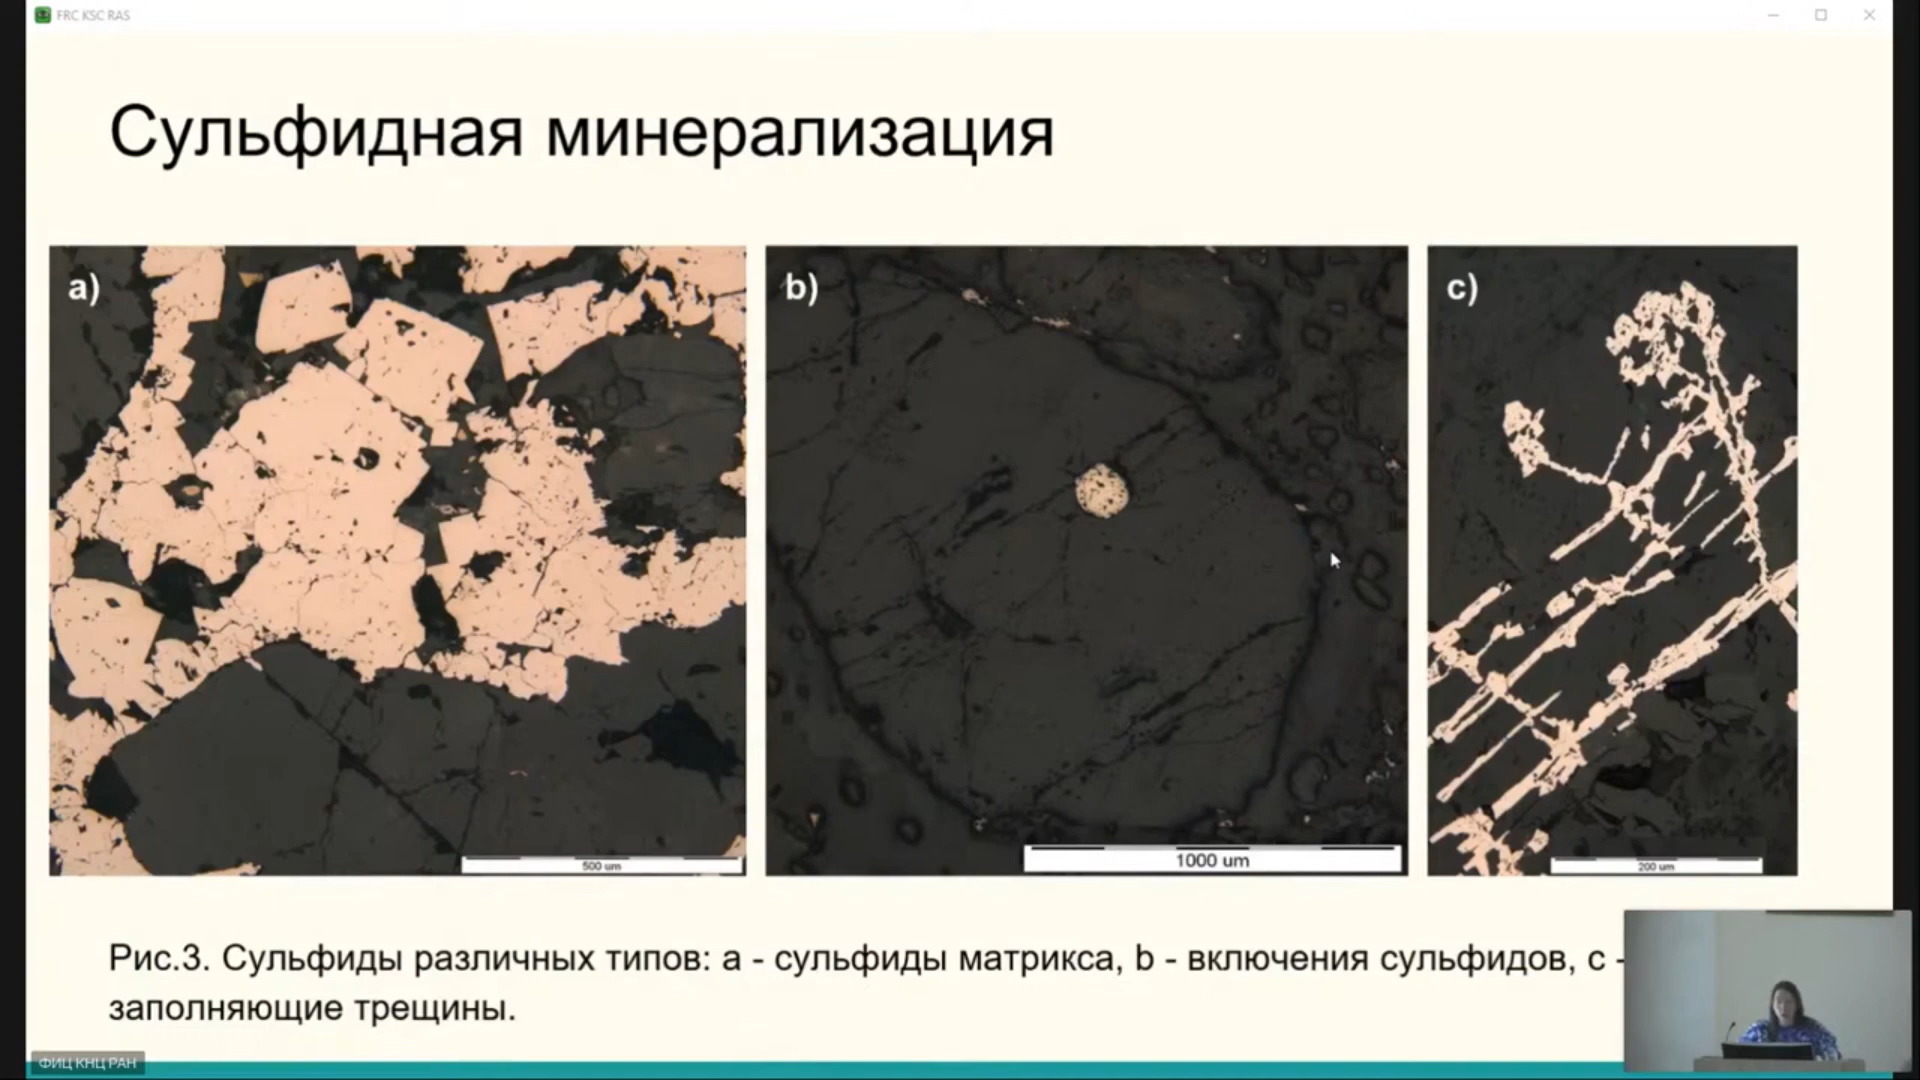 FRC KSC RAS
Сульфидная минерализация
a)
b)
c)
500 um
1000 um
200 um
Рис.3. Сульфиды различных типов: a - сульфиды матрикса, b - включения сульфидов, c -
заполняющие трещины.
ФИЦ КНЦ РАН